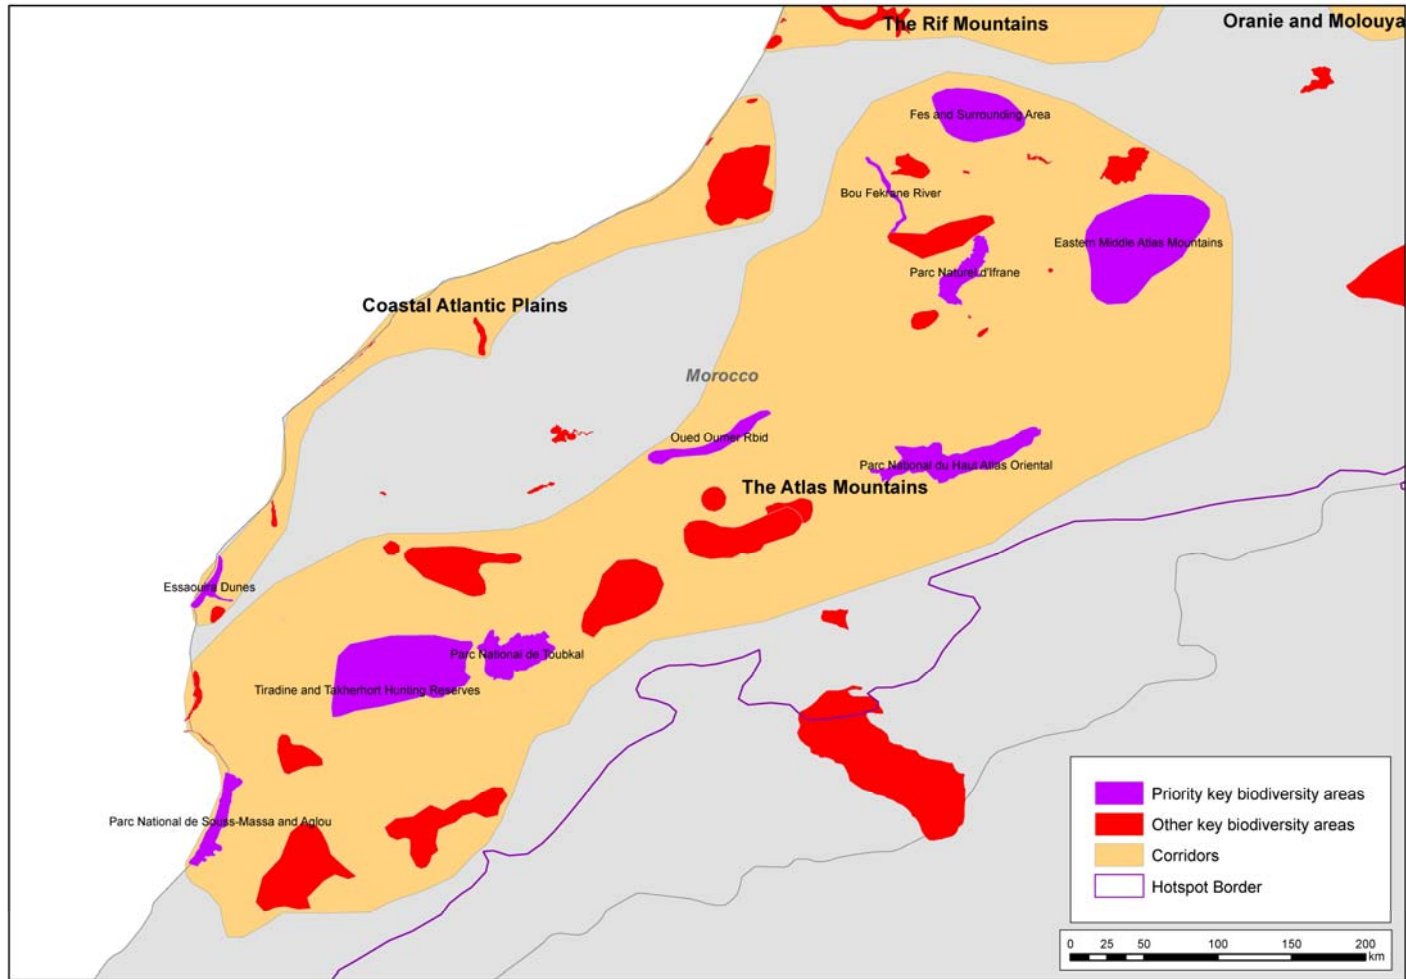 The Rif Mountains
Oranie and Molouya
Fes and Surrounding Area
Bou Fekrane River
Eastern Middle Atlas Mountains
Parc Naturel d'Ifrane
Coastal Atlantic Plains
Morocco
Oued Oumer Rbid
Parc National du Haut Atlas Oriental
The Atlas Mountains
Essaouira Dunes
Parc National de Toubkal
Tiradine and Takherhort Hunting Reserves
Parc National de Souss-Massa and Aglou
Priority key biodiversity areas
Other key biodiversity areas
Corridors
Hotspot Border
0 25 50 100 150 200
km